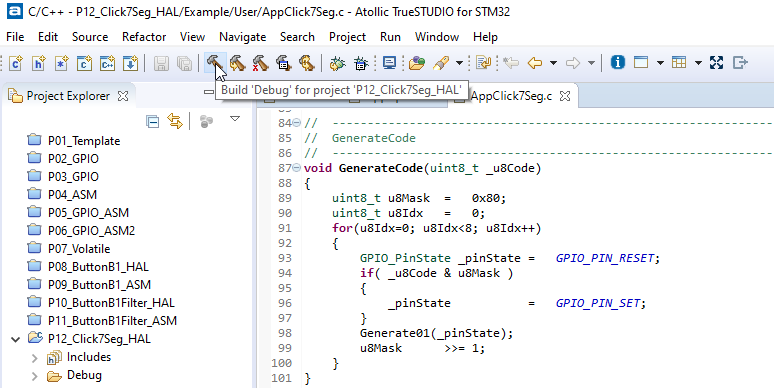 C/C++ - P12_Click7Seg_HAL/Example/User/AppClick7Seg.c - Atollic TrueSTUDIO for STM32
File Edit Source Refactor View Navigate Search Project Run Window Help
Build 'Debug' for project 'P12_Click7Seg_HAL'
Project Explorer
AppClick7Seg.c
P01_Template
P02_GPIO
P03_GPIO
P04_ASM
P05_GPIO_ASM
P06_GPIO_ASM2
P07_Volatile
P08_ButtonB1_HAL
P09_ButtonB1_ASM
P10_ButtonB1Filter_HAL
P11_ButtonB1Filter_ASM
P12_Click7Seg_HAL
Includes
Debug
84 // ------------------------------------------------------------------
85 // GenerateCode
86 // ------------------------------------------------------------------
87 void GenerateCode(uint8_t _u8Code)
88 {
89 uint8_t u8Mask = 0x80;
90 uint8_t u8Idx = 0;
91 for(u8Idx=0; u8Idx<8; u8Idx++)
92 {
93 GPIO_PinState _pinState = GPIO_PIN_RESET;
94 if( _u8Code & u8Mask )
95 {
96 _pinState = GPIO_PIN_SET;
97 }
98 Generate01(_pinState);
99 u8Mask >>= 1;
100 }
101 }